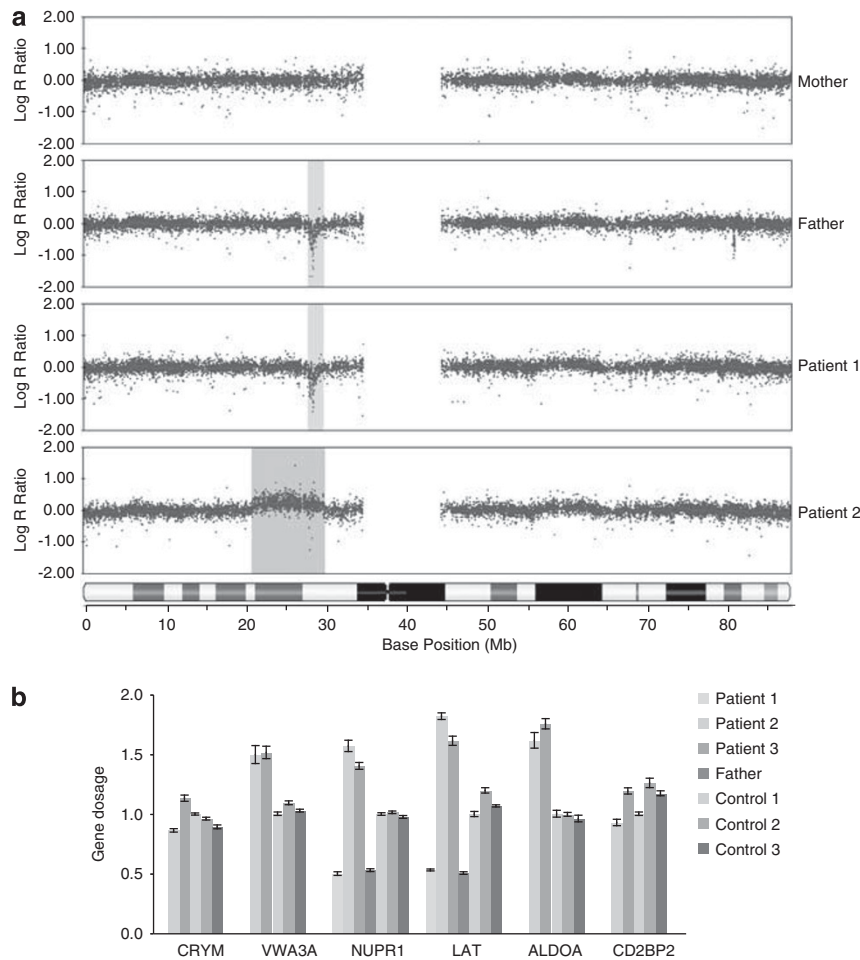 a
2.00
1.00
0.00
-1.00
-2.00
Log R Ratio
Mother
2.00
1.00
0.00
-1.00
-2.00
Log R Ratio
Father
2.00
1.00
0.00
-1.00
-2.00
Log R Ratio
Patient 1
2.00
1.00
0.00
-1.00
-2.00
Log R Ratio
Patient 2
0 10 20 30 40 50 60 70 80
Base Position (Mb)
b
2.0
1.5
1.0
0.5
0.0
Gene dosage
CRYM VWA3A NUPR1 LAT ALDOA CD2BP2
Patient 1
Patient 2
Patient 3
Father
Control 1
Control 2
Control 3